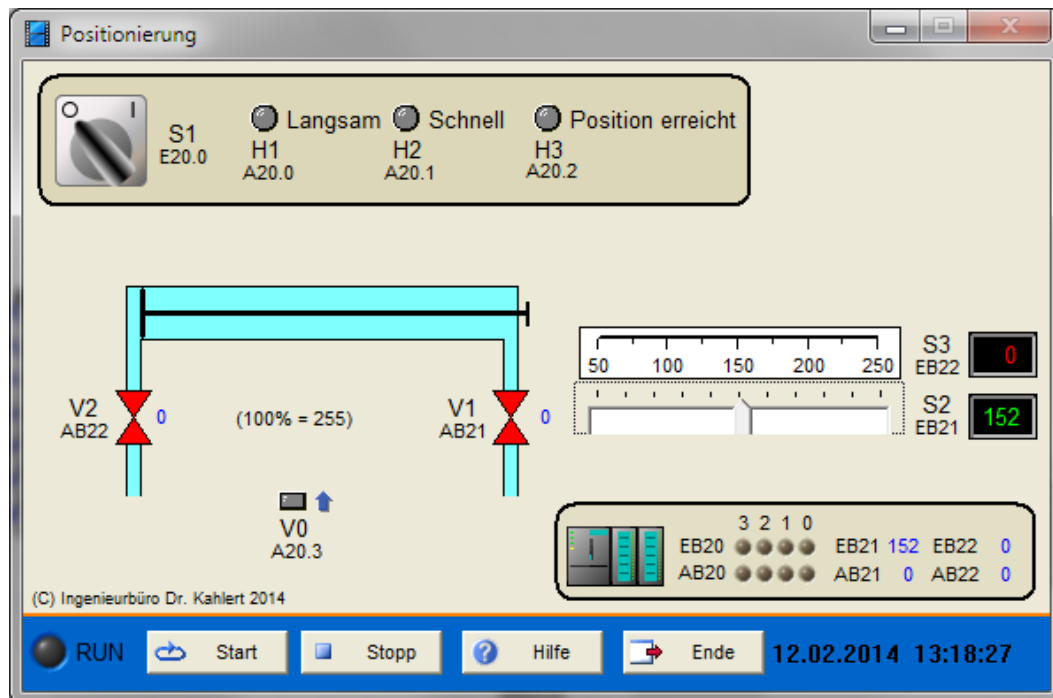 Positionierung
O I
S1
E20.0
Langsam
H1
A20.0
Schnell
H2
A20.1
Position erreicht
H3
A20.2
V2
AB22
0
(100% = 255)
V1
AB21
0
V0
A20.3
50 100 150 200 250
S3
EB22
0
S2
EB21
152
3 2 1 0
EB20 EB21 152 EB22 0
AB20 AB21 0 AB22 0
(C) Ingenieurbüro Dr. Kahlert 2014
RUN Start Stopp Hilfe Ende 12.02.2014 13:18:27